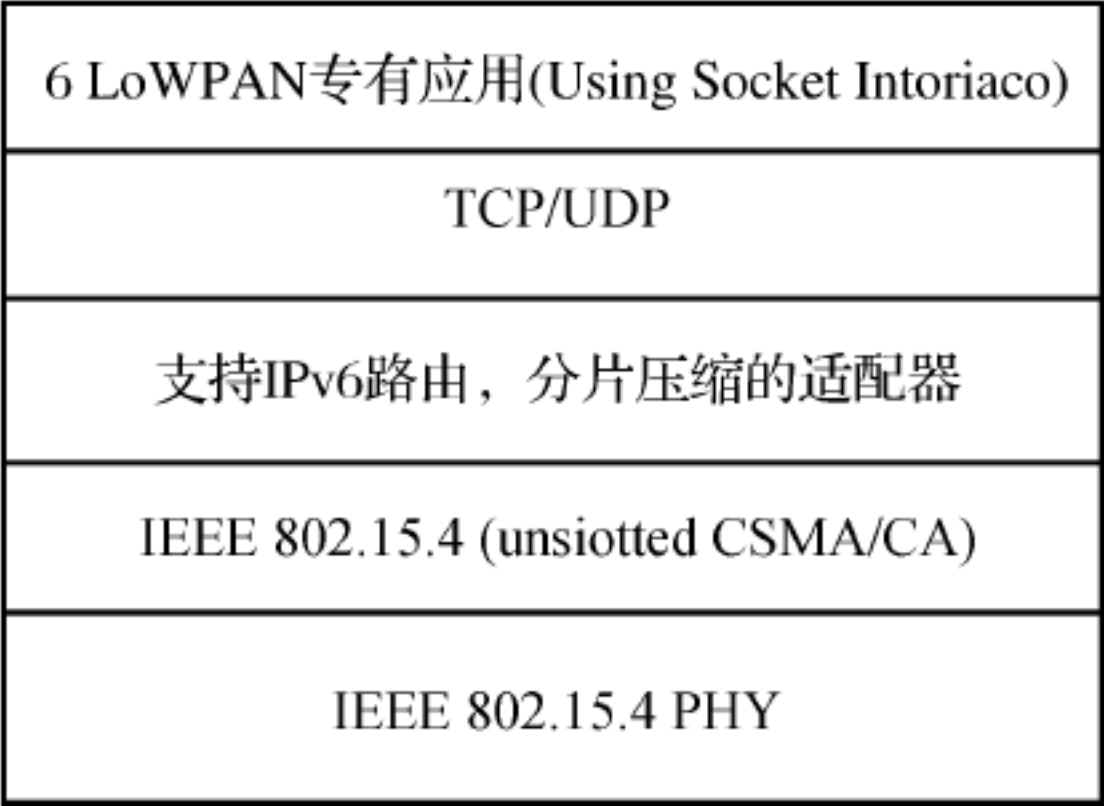 6 LoWPAN专有应用(Using Socket Intoriaco)
TCP/UDP
支持IPv6路由，分片压缩的适配器
IEEE 802.15.4 (unsiotted CSMA/CA)
IEEE 802.15.4 PHY